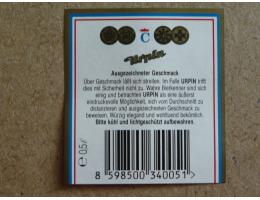 C
Urpin
Ausgezeichneter Geschmack
Über Geschmack läßt sich streiten. Im Falle URPIN trifft
dies mit Sicherheit nicht zu. Wahre Bierkenner sind sich
einig und betrachten URPIN als eine äußerst
eindrucksvolle Möglichkeit, sich vom Durchschnitt zu
distanzieren und ausgezeichneten Geschmack zu
beweisen. Würzig elegant und wohltuend bekömmlich.
Bitte kühl und lichtgeschützt aufbewahren.
℮ 0,5ℓ
8 598500 340051 >